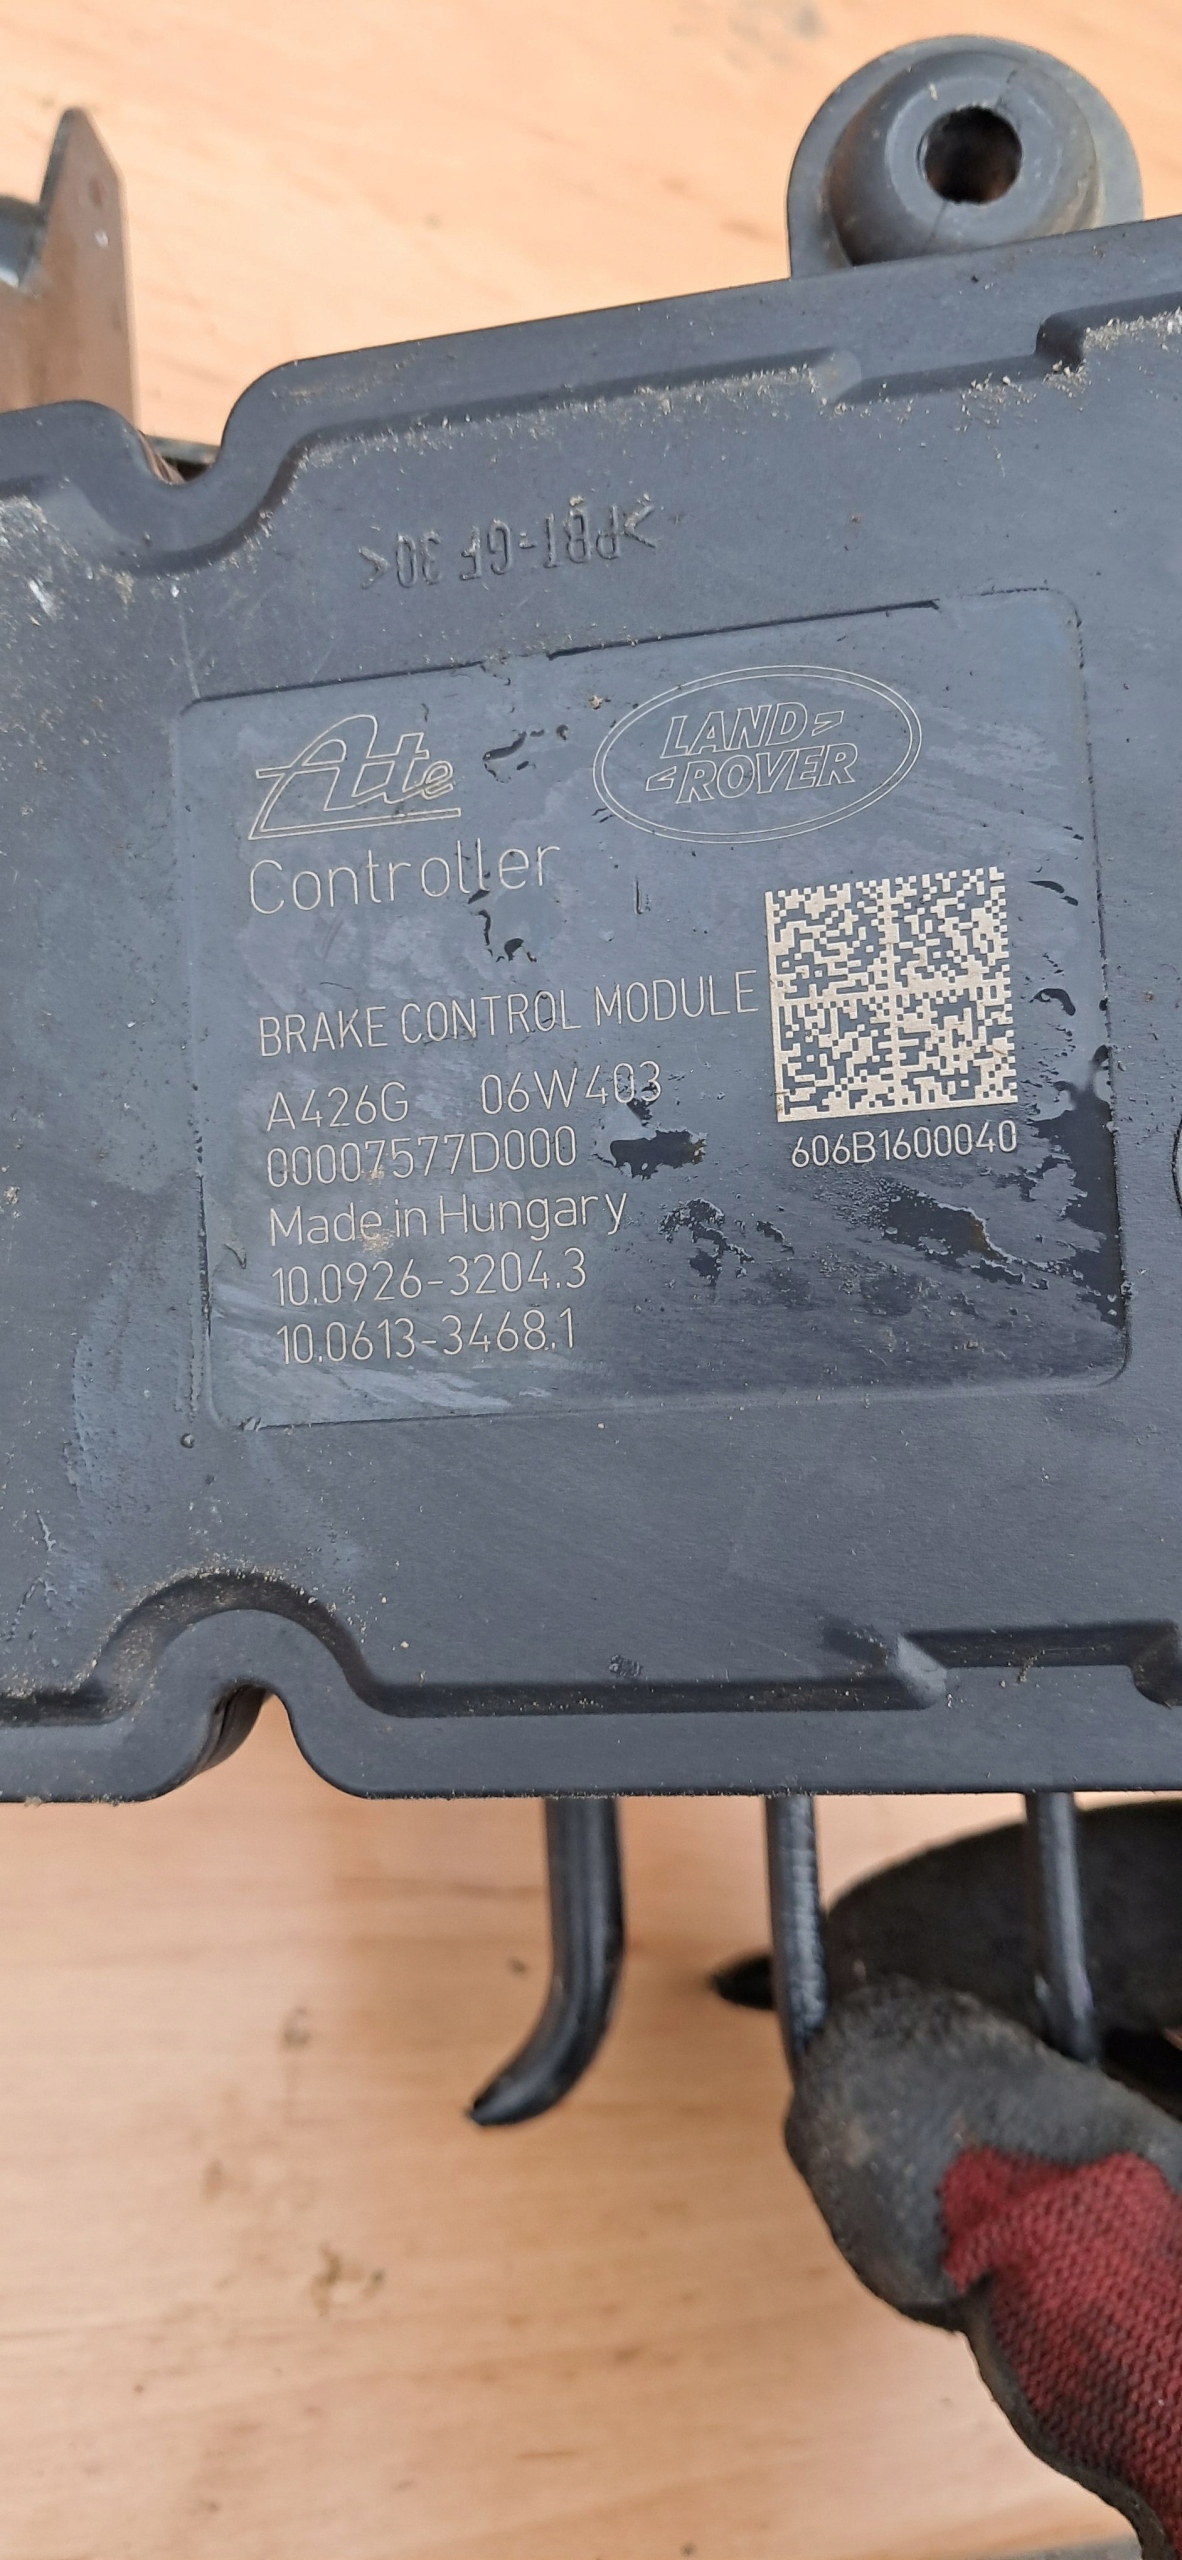 >PBT-GF 30<
Ate
LAND
ROVER
Controller
BRAKE CONTROL MODULE
A426G 06W403
00007577D000
606B1600040
Made in Hungary
10.0926-3204.3
10.0613-3468.1